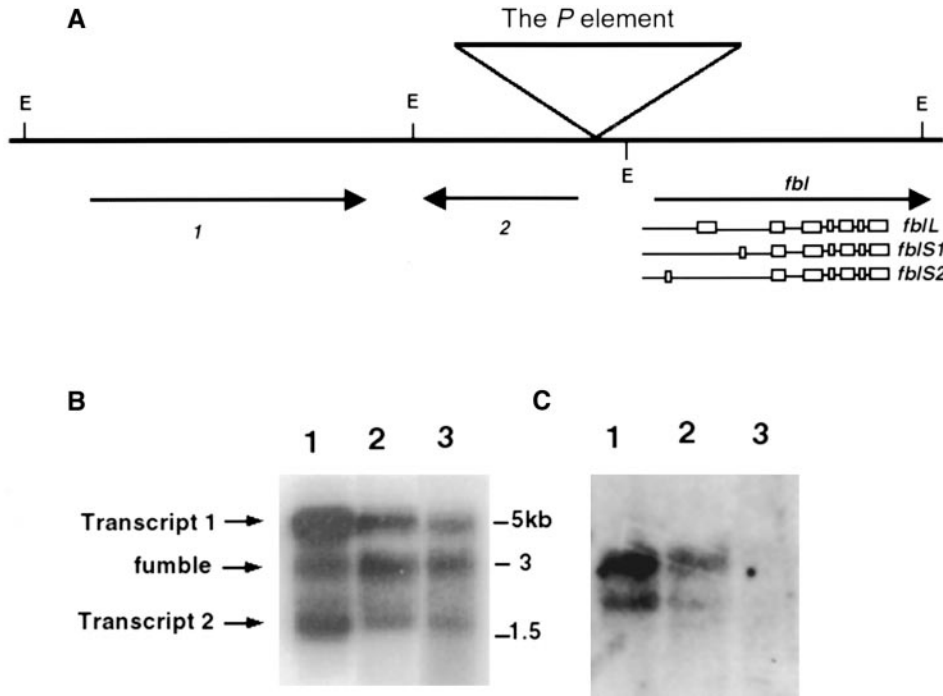 A
The P element
E
E
E
E
1
2
fbl
fblL
fblS1
fblS2
B
1 2 3
Transcript 1
fumble
Transcript 2
5kb
3
1.5
C
1 2 3